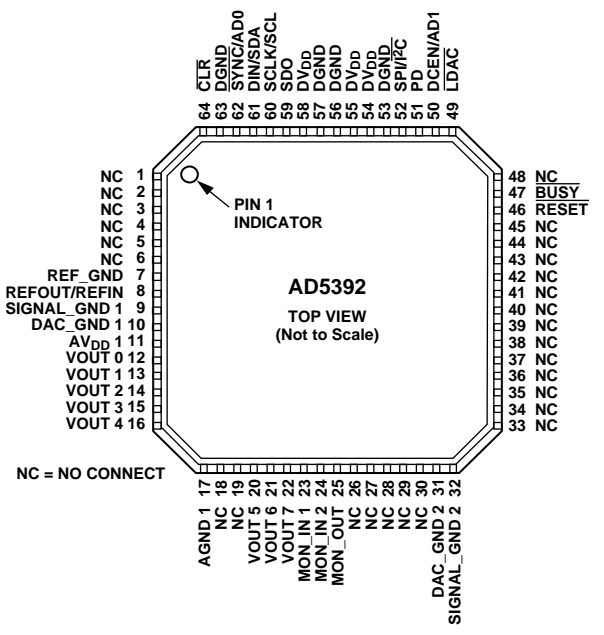 64 CLR
63 DGND
62 SYNC/AD0
61 DIN/SDA
60 SCLK/SCL
59 SDO
58 DVDD
57 DGND
56 DGND
55 DVDD
54 DVDD
53 DGND
52 SPI/I2C
51 PD
50 DCEN/AD1
49 LDAC
NC 1
NC 2
NC 3
NC 4
NC 5
NC 6
REF_GND 7
REFOUT/REFIN 8
SIGNAL_GND 1 9
DAC_GND 1 10
AVDD 1 11
VOUT 0 12
VOUT 1 13
VOUT 2 14
VOUT 3 15
VOUT 4 16
PIN 1
INDICATOR
AD5392
TOP VIEW
(Not to Scale)
48 NC
47 BUSY
46 RESET
45 NC
44 NC
43 NC
42 NC
41 NC
40 NC
39 NC
38 NC
37 NC
36 NC
35 NC
34 NC
33 NC
NC = NO CONNECT
AGND 1 17
NC 18
NC 19
VOUT 5 20
VOUT 6 21
VOUT 7 22
MON_IN 1 23
MON_IN 2 24
MON_OUT 25
NC 26
NC 27
NC 28
NC 29
NC 30
DAC_GND 2 31
SIGNAL_GND 2 32